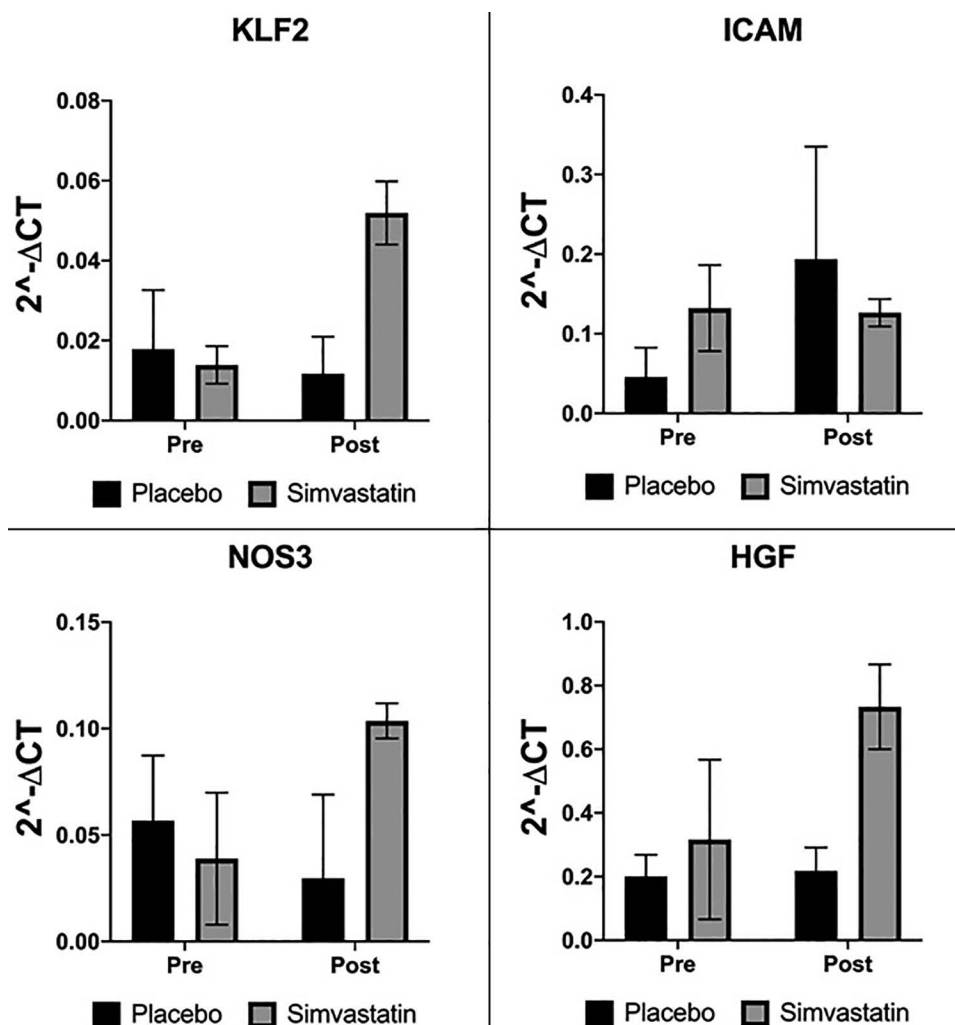 KLF2
2^-ΔCT
0.08
0.06
0.04
0.02
0.00
Pre Post
Placebo Simvastatin
ICAM
2^-ΔCT
0.4
0.3
0.2
0.1
0.0
Pre Post
Placebo Simvastatin
NOS3
2^-ΔCT
0.15
0.10
0.05
0.00
Pre Post
Placebo Simvastatin
HGF
2^-ΔCT
1.0
0.8
0.6
0.4
0.2
0.0
Pre Post
Placebo Simvastatin